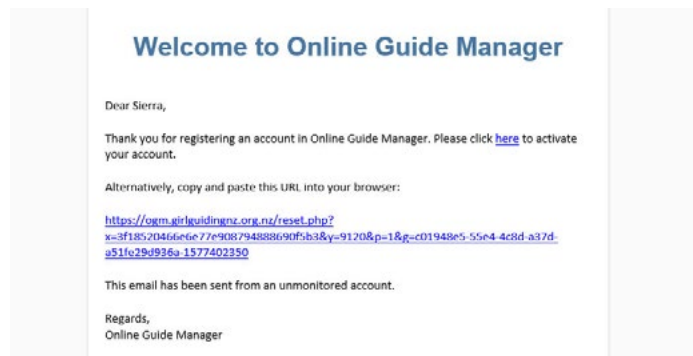 Welcome to Online Guide Manager
Dear Sierra,
Thank you for registering an account in Online Guide Manager. Please click here to activate
your account.
Alternatively, copy and paste this URL into your browser:
https://ogm.girlguidingnz.org.nz/reset.php?
x=3f18520466e6e77e908794888690f5b3&y=9120&p=1&g=c01948e5-55e4-4c8d-a37d-
a51fe29d936a-1577402350
This email has been sent from an unmonitored account.
Regards,
Online Guide Manager